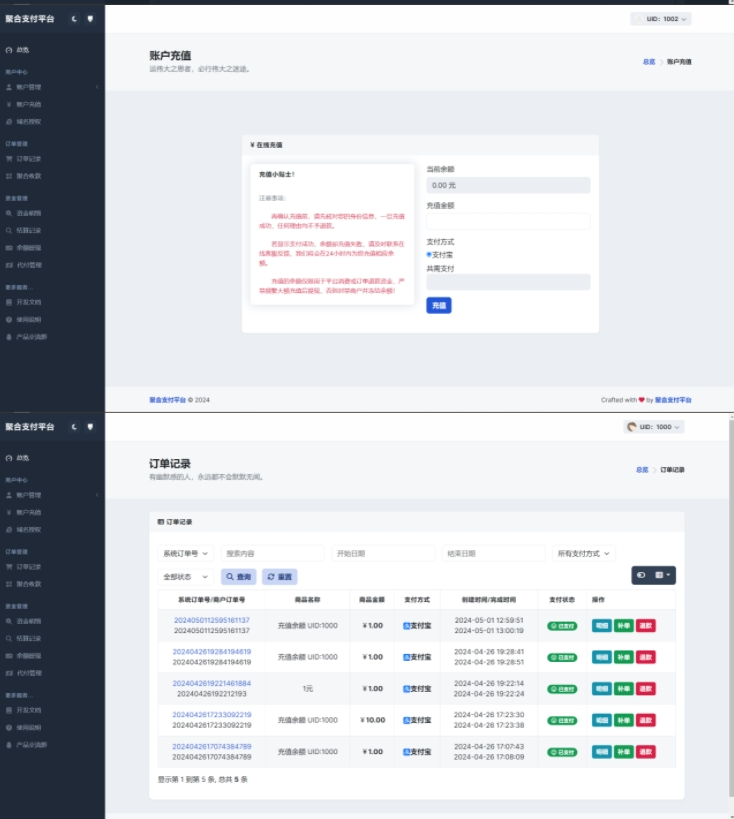 聚合支付平台
UID: 1002
总览
商户中心
账户管理
账户充值
域名授权
订单管理
订单记录
聚合收款
资金管理
资金明细
结算记录
余额提现
代付管理
更多服务...
开发文档
使用说明
产品交流群
账户充值
运伟大之思者，必行伟大之迷途。
总览 > 账户充值
¥ 在线充值
充值小贴士！
注意事项：
再确认充值前，请先核对您的身份信息，一旦充值
成功，任何理由均不予退款。
若显示支付成功，余额却充值失败，请及时联系在
线客服反馈，我们将会在24小时内为您充值相应余
额。
充值的余额仅限用于平台消费或订单退款资金，严
禁频繁大额充值后提现，否则封禁商户并冻结余额！
当前余额
0.00 元
充值金额
支付方式
支付宝
共需支付
充值
聚合支付平台 © 2024
Crafted with ❤ by 聚合支付平台
聚合支付平台
UID: 1000
总览
商户中心
账户管理
账户充值
域名授权
订单管理
订单记录
聚合收款
资金管理
资金明细
结算记录
余额提现
代付管理
更多服务...
开发文档
使用说明
产品交流群
订单记录
有幽默感的人，永远都不会默默无闻。
总览 > 订单记录
订单记录
系统订单号 搜索内容 开始日期 结束日期 所有支付方式
全部状态 查询 重置
系统订单号/商户订单号 商品名称 商品金额 支付方式 创建时间/完成时间 支付状态 操作
2024050112595161137 充值余额 UID:1000 ¥1.00 支付宝 2024-05-01 12:59:51 已支付 明细 补单 退款
2024050112595161137 2024-05-01 13:00:19
2024042619284194619 充值余额 UID:1000 ¥1.00 支付宝 2024-04-26 19:28:41 已支付 明细 补单 退款
2024042619284194619 2024-04-26 19:28:51
2024042619221461884 1元 ¥1.00 支付宝 2024-04-26 19:22:14 已支付 明细 补单 退款
20240426192212193 2024-04-26 19:22:24
2024042617233092219 充值余额 UID:1000 ¥10.00 支付宝 2024-04-26 17:23:30 已支付 明细 补单 退款
2024042617233092219 2024-04-26 17:23:38
2024042617074384789 充值余额 UID:1000 ¥1.00 支付宝 2024-04-26 17:07:43 已支付 明细 补单 退款
2024042617074384789 2024-04-26 17:08:09
显示第 1 到第 5 条, 总共 5 条